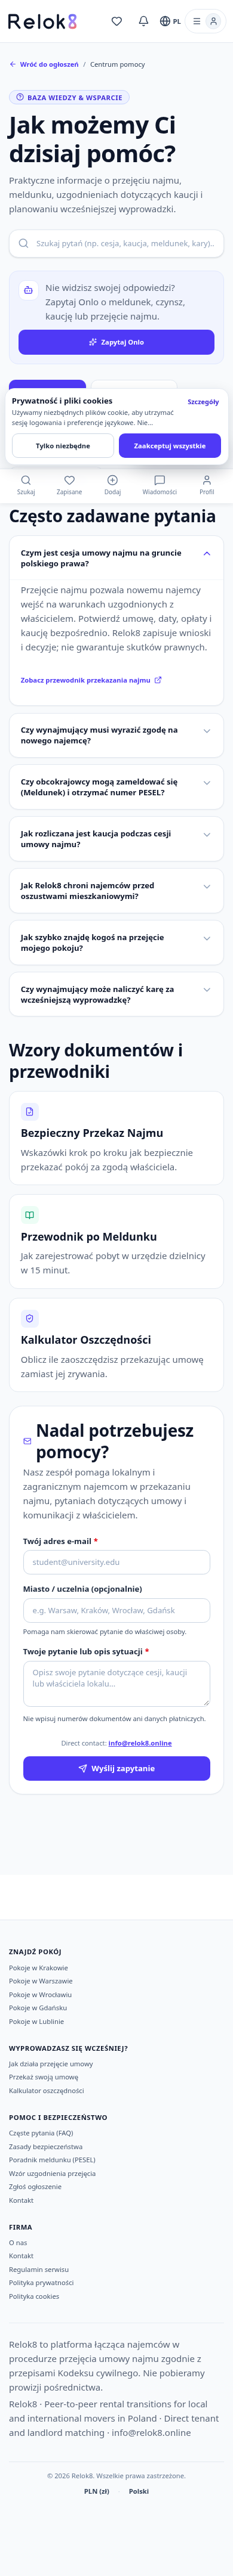 Relok8
PL
Wróć do ogłoszeń / Centrum pomocy
BAZA WIEDZY & WSPARCIE
Jak możemy Ci
dzisiaj pomóc?
Praktyczne informacje o przejęciu najmu,
meldunku, uzgodnieniach dotyczących kaucji i
sprawniejszej wyprowadzki.
Szukaj pytań (np. cesja, kaucja, meldunek, kary)..
Nie widzisz swojej odpowiedzi?
Zapytaj Onlo o meldunek, czynsz,
kaucję lub przejęcie najmu.
Zapytaj Onlo
Prywatność i pliki cookies
Szczegóły
Używamy niezbędnych plików cookie, aby utrzymać
sesję logowania i preferencje językowe. Nie...
Tylko niezbędne
Zaakceptuj wszystkie
Szukaj
Zapisane
Dodaj
Wiadomości
Profil
Często zadawane pytania
Czym jest cesja umowy najmu na gruncie
polskiego prawa?
Przejęcie najmu pozwala nowemu najemcy
wejść na warunkach uzgodnionych z
właścicielem. Potwierdź umowę, daty, opłaty i
kaucję bezpośrednio. Relok8 zapisuje wnioski
i decyzje; nie gwarantuje skutków prawnych.
Zobacz przewodnik przekazania najmu
Czy wynajmujący musi wyrazić zgodę na
nowego najemcę?
Czy obcokrajowcy mogą zameldować się
(Meldunek) i otrzymać numer PESEL?
Jak rozliczana jest kaucja podczas cesji
umowy najmu?
Jak Relok8 chroni najemców przed
oszustwami mieszkaniowymi?
Jak szybko znajdę kogoś na przejęcie
mojego pokoju?
Czy wynajmujący może naliczyć karę za
wcześniejszą wyprowadzkę?
Wzory dokumentów i
przewodniki
Bezpieczny Przekaz Najmu
Wskazówki krok po kroku jak bezpiecznie
przekazać pokój za zgodą właściciela.
Przewodnik po Meldunku
Jak zarejestrować pobyt w urzędzie dzielnicy
w 15 minut.
Kalkulator Oszczędności
Oblicz ile zaoszczędzisz przekazując umowę
zamiast jej zrywania.
Nadal potrzebujesz
pomocy?
Nasz zespół pomaga lokalnym i
zagranicznym najemcom w przekazaniu
najmu, pytaniach dotyczących umowy i
komunikacji z właścicielem.
Twój adres e-mail *
student@university.edu
Miasto / uczelnia (opcjonalnie)
e.g. Warsaw, Kraków, Wrocław, Gdańsk
Pomaga nam skierować pytanie do właściwej osoby.
Twoje pytanie lub opis sytuacji *
Opisz swoje pytanie dotyczące cesji, kaucji
lub właściciela lokalu...
Nie wpisuj numerów dokumentów ani danych płatniczych.
Direct contact: info@relok8.online
Wyślij zapytanie
ZNAJDŹ POKÓJ
Pokoje w Krakowie
Pokoje w Warszawie
Pokoje w Wrocławiu
Pokoje w Gdańsku
Pokoje w Lublinie
WYPROWADZASZ SIĘ WCZEŚNIEJ?
Jak działa przejęcie umowy
Przekaż swoją umowę
Kalkulator oszczędności
POMOC I BEZPIECZEŃSTWO
Częste pytania (FAQ)
Zasady bezpieczeństwa
Poradnik meldunku (PESEL)
Wzór uzgodnienia przejęcia
Zgłoś ogłoszenie
Kontakt
FIRMA
O nas
Kontakt
Regulamin serwisu
Polityka prywatności
Polityka cookies
Relok8 to platforma łącząca najemców w
procedurze przejęcia umowy najmu zgodnie z
przepisami Kodeksu cywilnego. Nie pobieramy
prowizji pośrednictwa.
Relok8 · Peer-to-peer rental transitions for local
and international movers in Poland · Direct tenant
and landlord matching · info@relok8.online
© 2026 Relok8. Wszelkie prawa zastrzeżone.
PLN (zł) · Polski